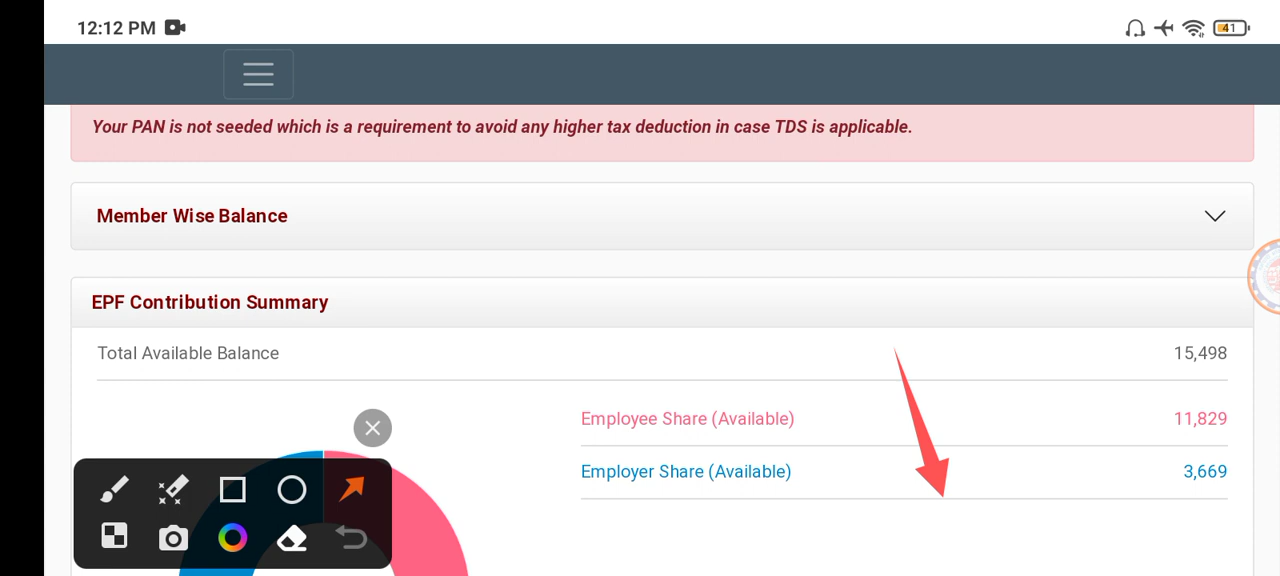 12:12 PM
41
Your PAN is not seeded which is a requirement to avoid any higher tax deduction in case TDS is applicable.
Member Wise Balance
EPF Contribution Summary
Total Available Balance 15,498
Employee Share (Available) 11,829
Employer Share (Available) 3,669